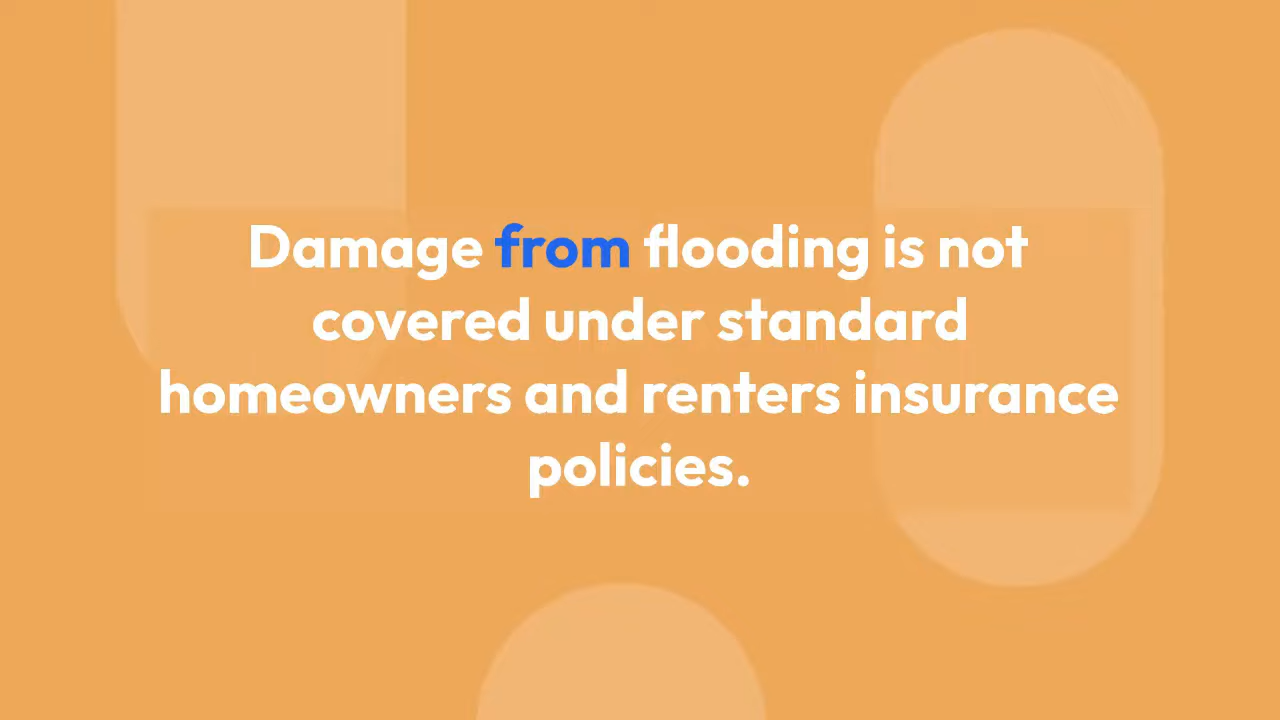 Damage from flooding is not
covered under standard
homeowners and renters insurance
policies.